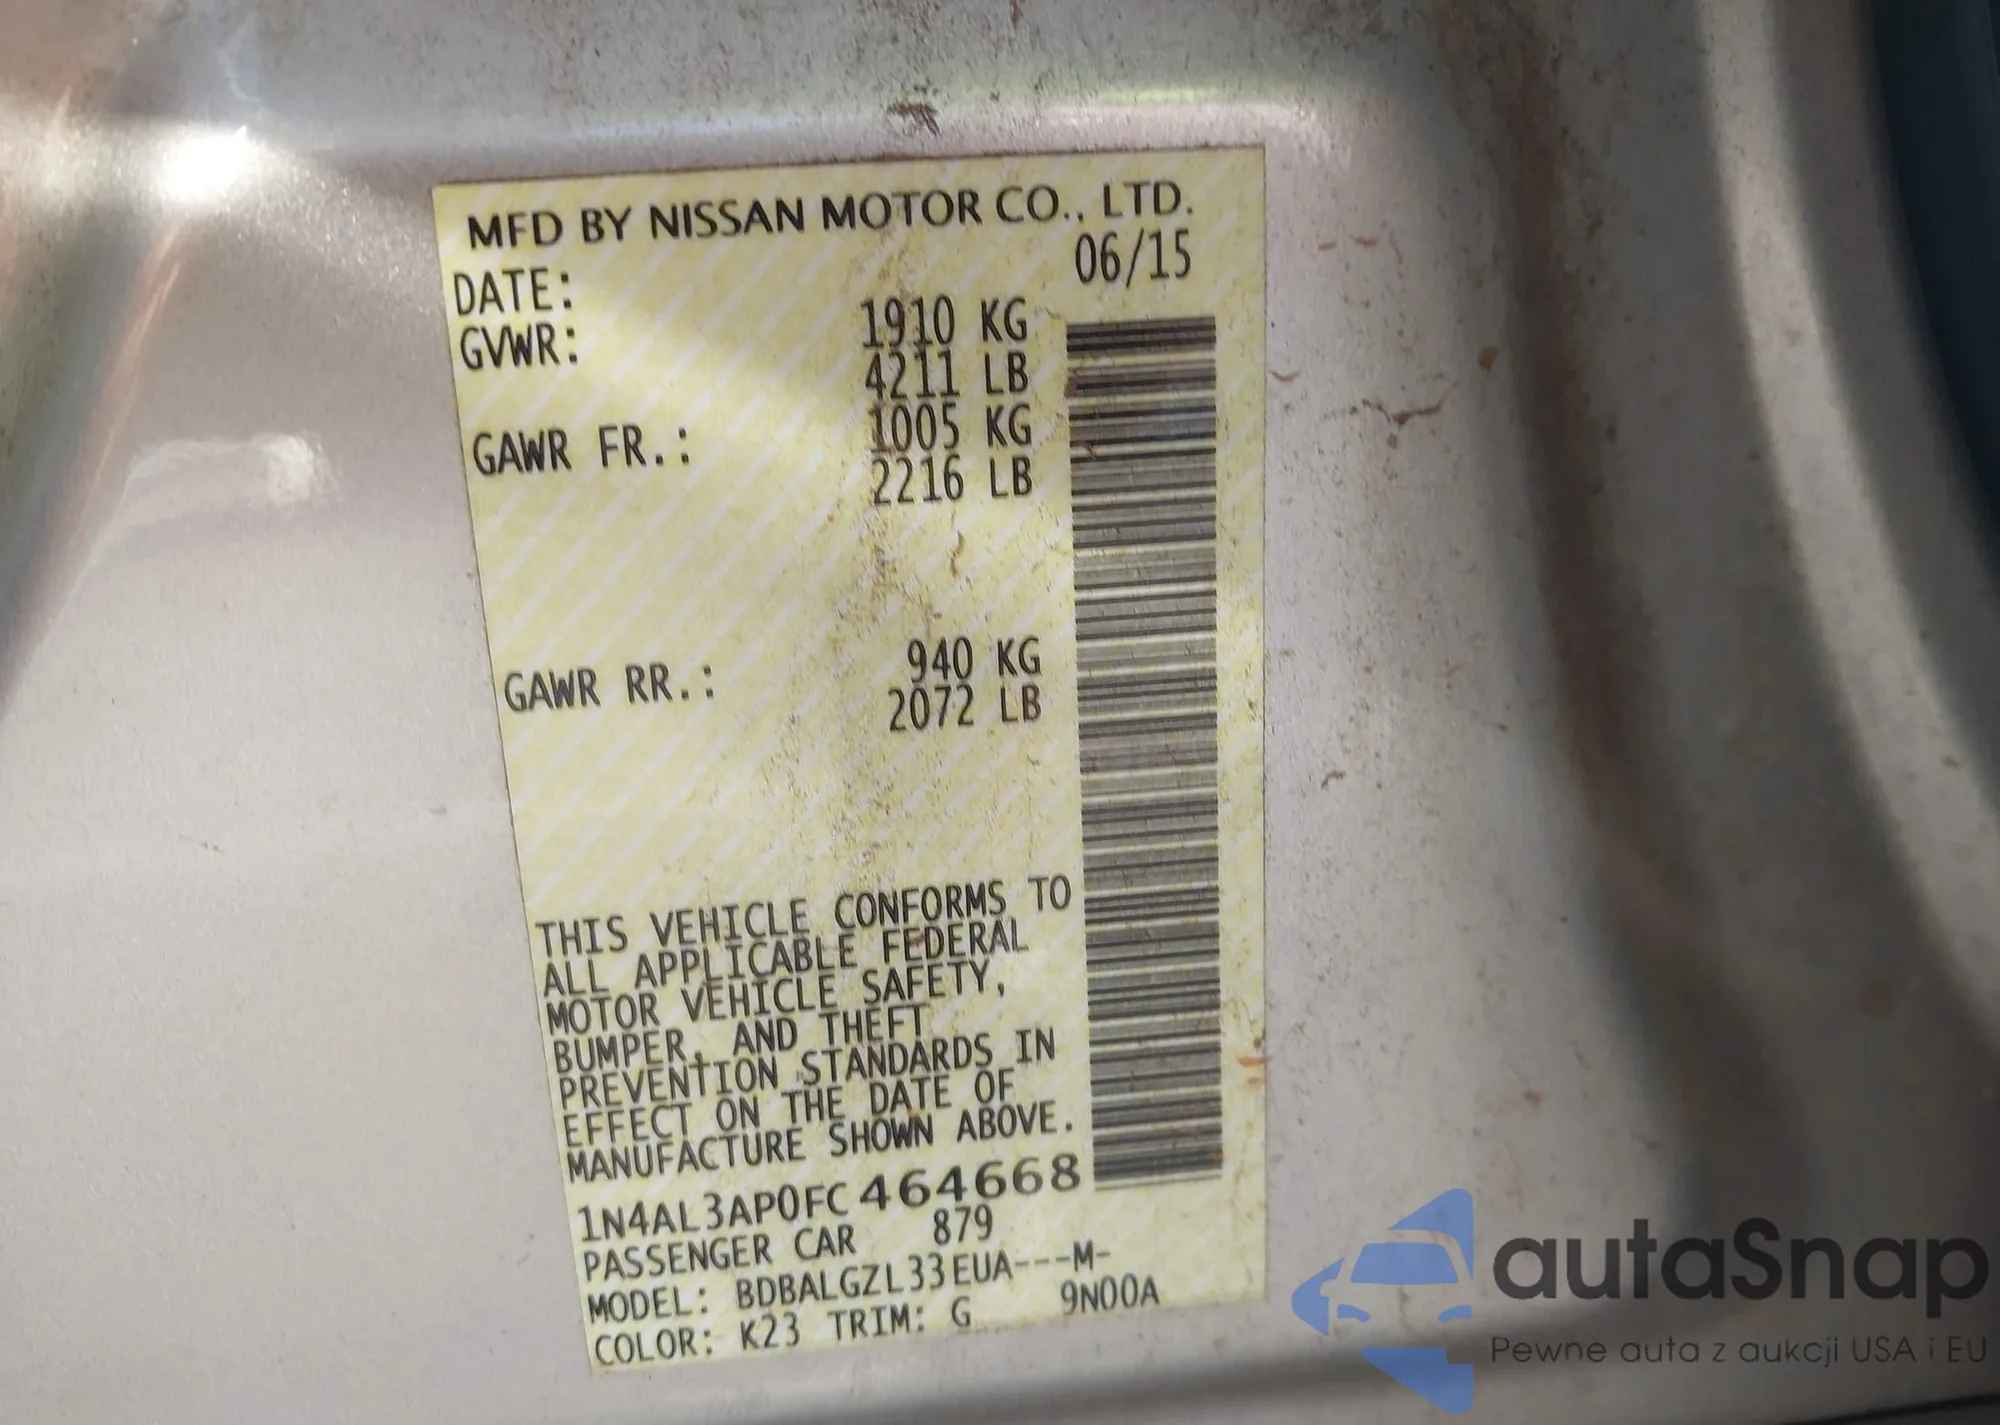 MFD BY NISSAN MOTOR CO., LTD.
DATE: 06/15
GVWR: 1910 KG
4211 LB
GAWR FR.: 1005 KG
2216 LB
GAWR RR.: 940 KG
2072 LB
THIS VEHICLE CONFORMS TO
ALL APPLICABLE FEDERAL
MOTOR VEHICLE SAFETY,
BUMPER, AND THEFT
PREVENTION STANDARDS IN
EFFECT ON THE DATE OF
MANUFACTURE SHOWN ABOVE.
1N4AL3AP0FC464668
PASSENGER CAR 879
MODEL: BDBALGZL33EUA---M-
COLOR: K23 TRIM: G 9N00A
autaSnap
Pewne auta z aukcji USA i EU